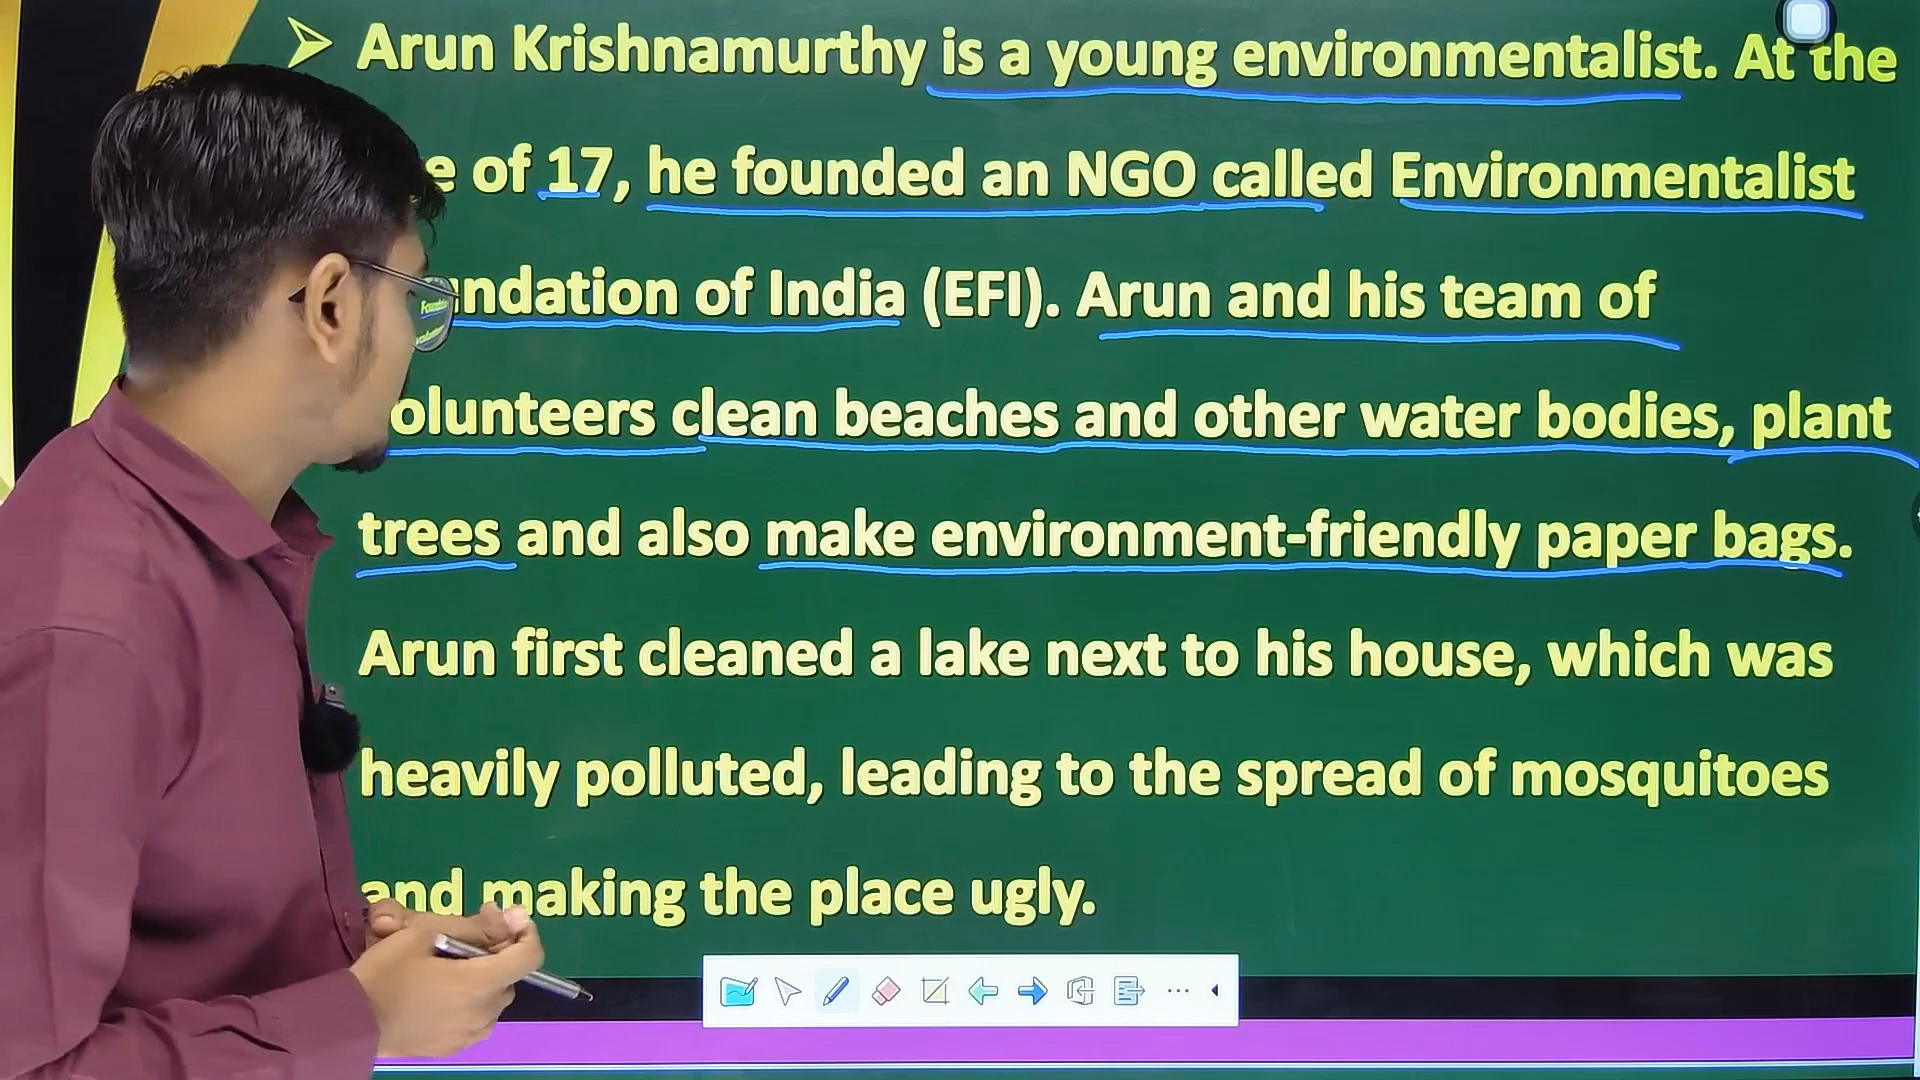 Arun Krishnamurthy is a young environmentalist. At the
of 17, he founded an NGO called Environmentalist
of India (EFI). Arun and his team of
clean beaches and other water bodies, plant
trees and also make environment-friendly paper bags.
Arun first cleaned a lake next to his house, which was
heavily polluted, leading to the spread of mosquitoes
and making the place ugly.